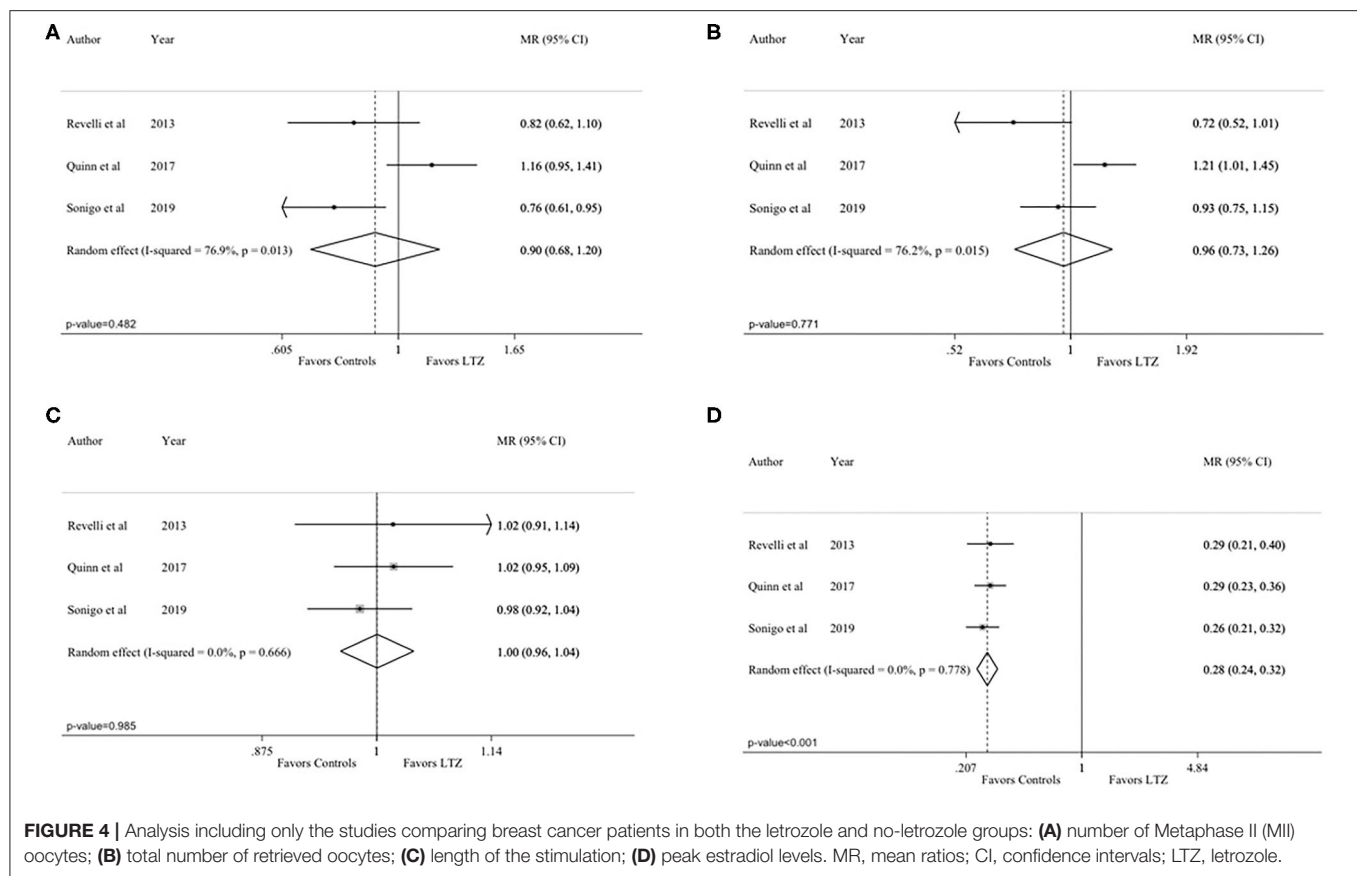 A
Author Year MR (95% CI)
Revelli et al 2013 0.82 (0.62, 1.10)
Quinn et al 2017 1.16 (0.95, 1.41)
Sonigo et al 2019 0.76 (0.61, 0.95)
Random effect (I-squared = 76.9%, p = 0.013) 0.90 (0.68, 1.20)
p-value=0.482
.605 1 1.65
Favors Controls Favors LTZ
B
Author Year MR (95% CI)
Revelli et al 2013 0.72 (0.52, 1.01)
Quinn et al 2017 1.21 (1.01, 1.45)
Sonigo et al 2019 0.93 (0.75, 1.15)
Random effect (I-squared = 76.2%, p = 0.015) 0.96 (0.73, 1.26)
p-value=0.771
.52 1 1.92
Favors Controls Favors LTZ
C
Author Year MR (95% CI)
Revelli et al 2013 1.02 (0.91, 1.14)
Quinn et al 2017 1.02 (0.95, 1.09)
Sonigo et al 2019 0.98 (0.92, 1.04)
Random effect (I-squared = 0.0%, p = 0.666) 1.00 (0.96, 1.04)
p-value=0.985
.875 1 1.14
Favors Controls Favors LTZ
D
Author Year MR (95% CI)
Revelli et al 2013 0.29 (0.21, 0.40)
Quinn et al 2017 0.29 (0.23, 0.36)
Sonigo et al 2019 0.26 (0.21, 0.32)
Random effect (I-squared = 0.0%, p = 0.778) 0.28 (0.24, 0.32)
p-value<0.001
.207 1 4.84
Favors Controls Favors LTZ
FIGURE 4 | Analysis including only the studies comparing breast cancer patients in both the letrozole and no-letrozole groups: (A) number of Metaphase II (MII)
oocytes; (B) total number of retrieved oocytes; (C) length of the stimulation; (D) peak estradiol levels. MR, mean ratios; CI, confidence intervals; LTZ, letrozole.